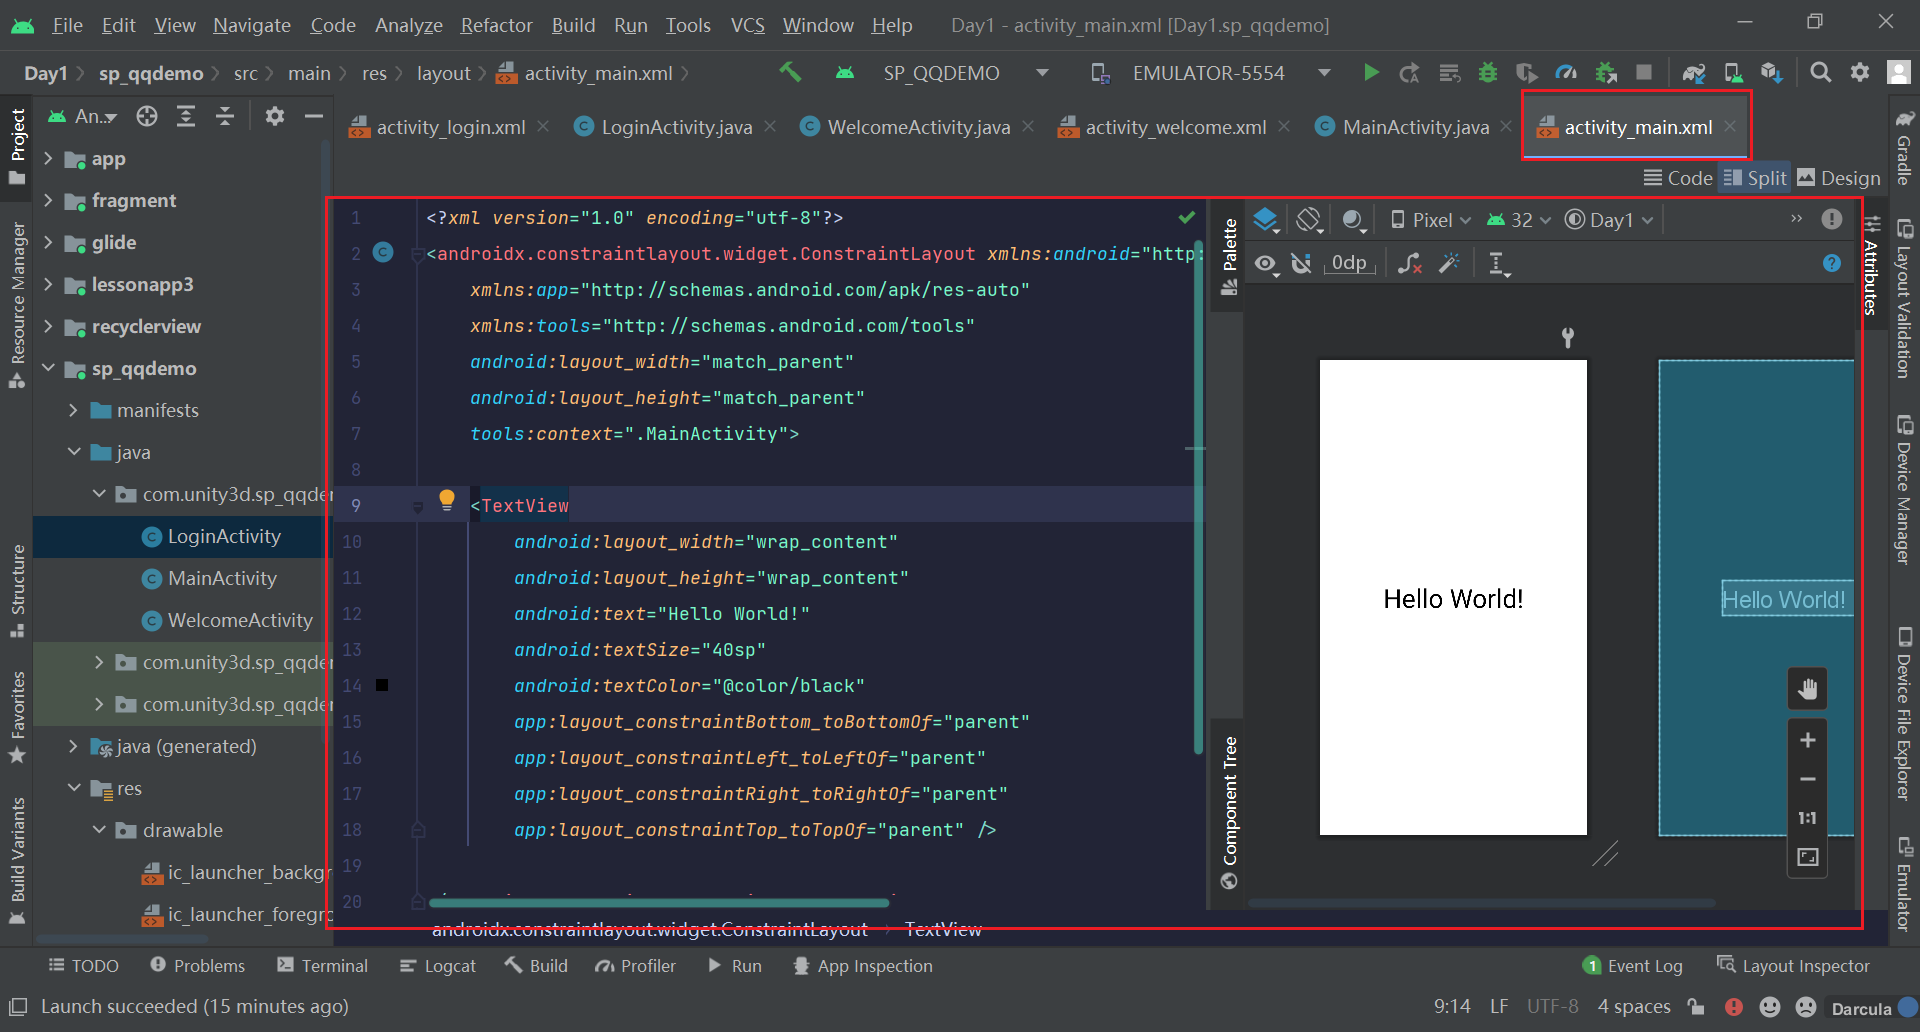 File Edit View Navigate Code Analyze Refactor Build Run Tools VCS Window Help Day1 - activity_main.xml [Day1.sp_qqdemo]
Day1 sp_qqdemo src main res layout activity_main.xml SP_QQDEMO EMULATOR-5554
An... activity_login.xml LoginActivity.java WelcomeActivity.java activity_welcome.xml MainActivity.java activity_main.xml
Code Split Design
Project
Resource Manager
Structure
Favorites
Build Variants
app
fragment
glide
lessonapp3
recyclerview
sp_qqdemo
manifests
java
com.unity3d.sp_qqde
LoginActivity
MainActivity
WelcomeActivity
com.unity3d.sp_qqde
com.unity3d.sp_qqde
java (generated)
res
drawable
ic_launcher_backgr
ic_launcher_foregro
1 <?xml version="1.0" encoding="utf-8"?>
2 <androidx.constraintlayout.widget.ConstraintLayout xmlns:android="http:
3 xmlns:app="http://schemas.android.com/apk/res-auto"
4 xmlns:tools="http://schemas.android.com/tools"
5 android:layout_width="match_parent"
6 android:layout_height="match_parent"
7 tools:context=".MainActivity">
8
9 <TextView
10 android:layout_width="wrap_content"
11 android:layout_height="wrap_content"
12 android:text="Hello World!"
13 android:textSize="40sp"
14 android:textColor="@color/black"
15 app:layout_constraintBottom_toBottomOf="parent"
16 app:layout_constraintLeft_toLeftOf="parent"
17 app:layout_constraintRight_toRightOf="parent"
18 app:layout_constraintTop_toTopOf="parent" />
19
20
androidx.constraintlayout.widget.ConstraintLayout TextView
Palette
Component Tree
Pixel 32 Day1
0dp
Hello World!
Hello World!
1:1
Attributes
Gradle
Layout Validation
Device Manager
Device File Explorer
Emulator
TODO Problems Terminal Logcat Build Profiler Run App Inspection 1 Event Log Layout Inspector
Launch succeeded (15 minutes ago) 9:14 LF UTF-8 4 spaces Darcula